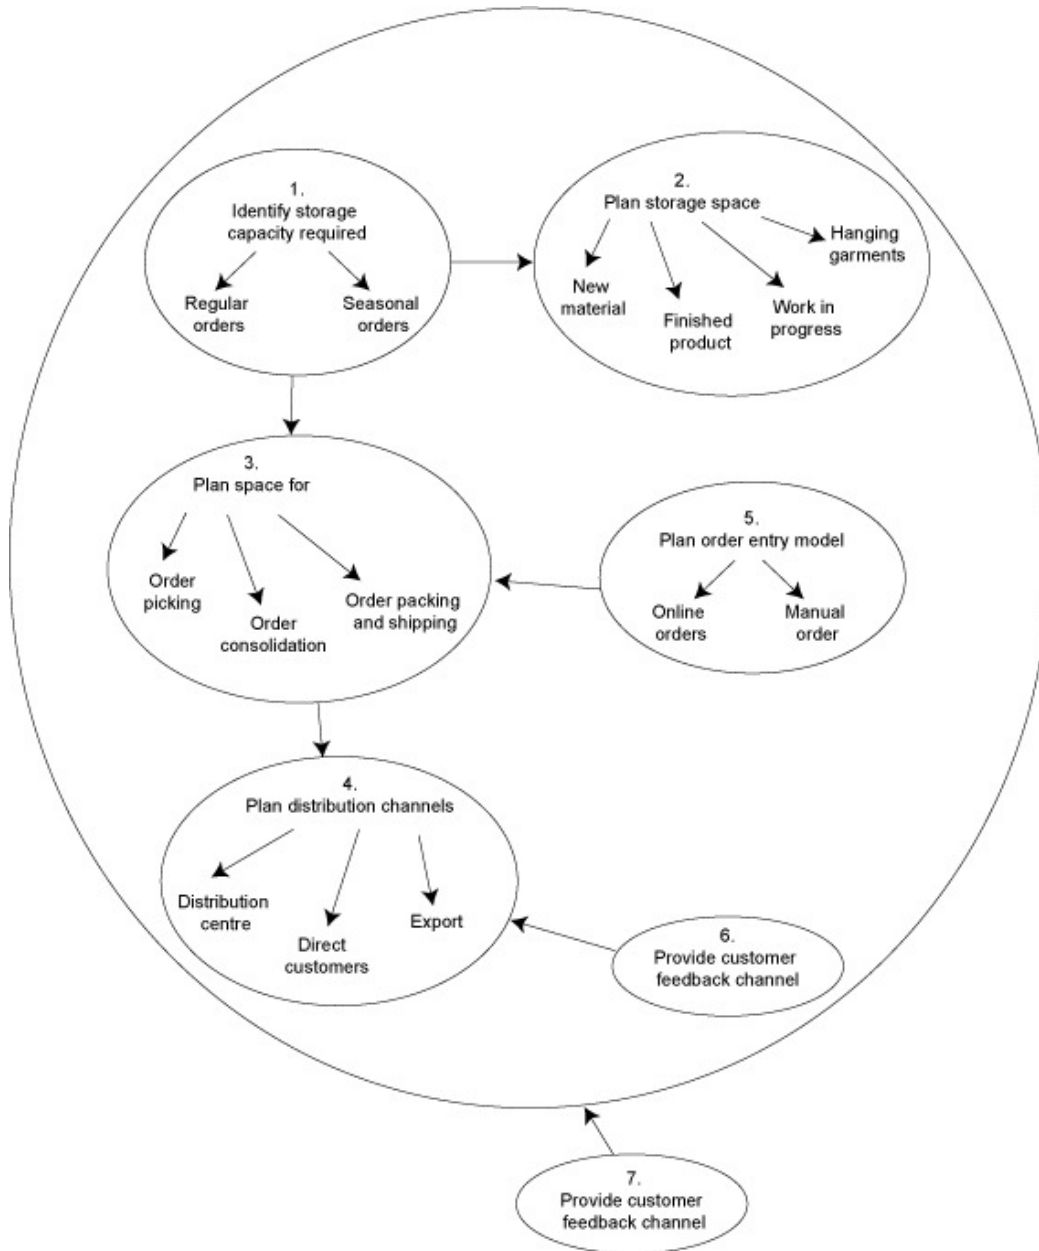 1.
Identify storage
capacity required
Regular
orders
Seasonal
orders
2.
Plan storage space
New
material
Finished
product
Work in
progress
Hanging
garments
3.
Plan space for
Order
picking
Order
consolidation
Order packing
and shipping
5.
Plan order entry model
Online
orders
Manual
order
4.
Plan distribution channels
Distribution
centre
Direct
customers
Export
6.
Provide customer
feedback channel
7.
Provide customer
feedback channel